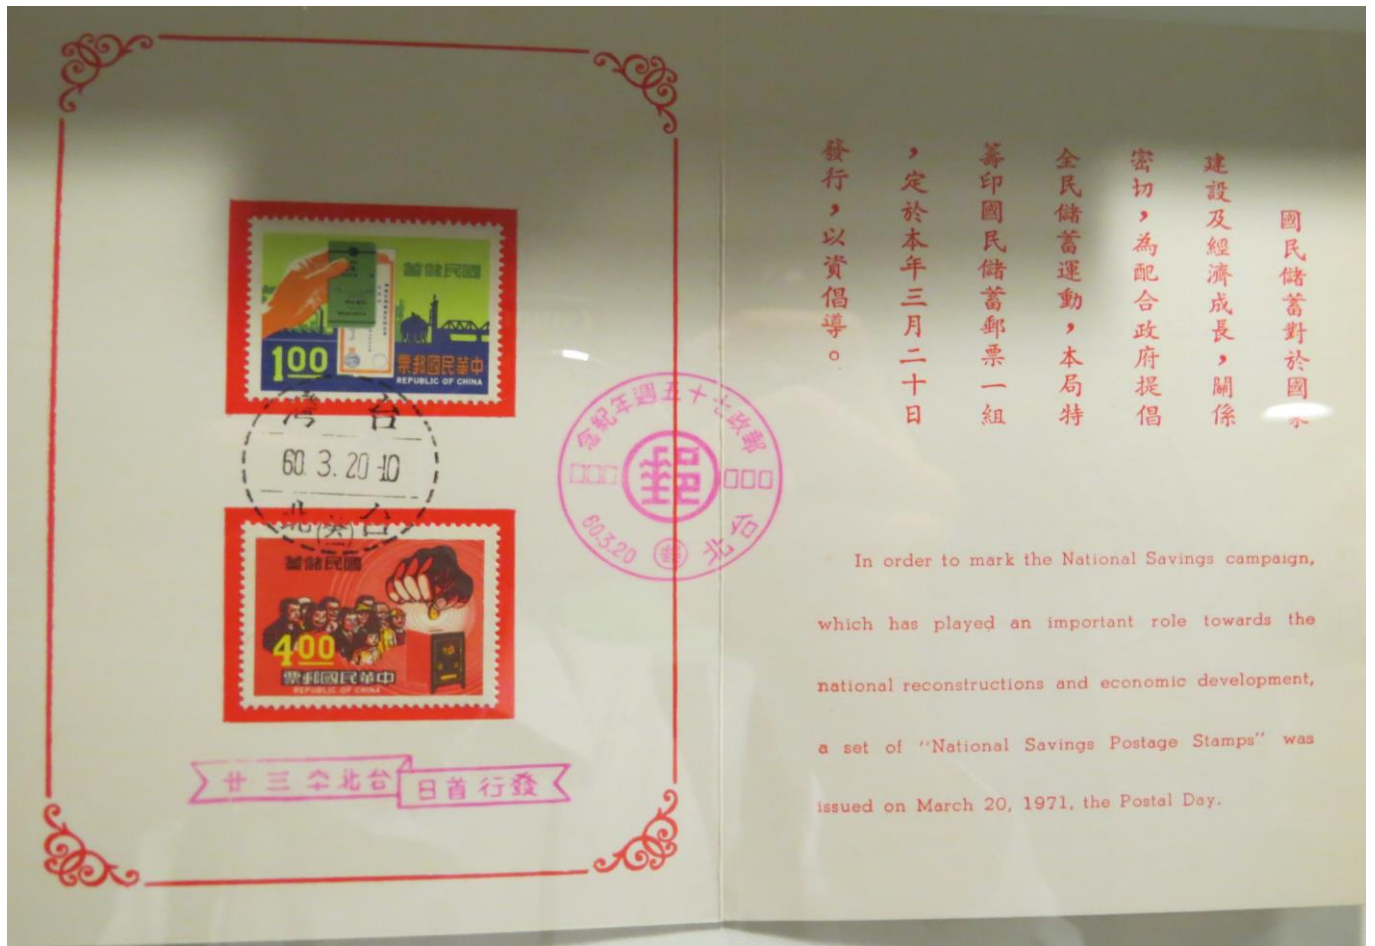 國民儲蓄
100
中華民國郵票
REPUBLIC OF CHINA
台灣
60.3.20-10
台北
國民儲蓄
400
中華民國郵票
REPUBLIC OF CHINA
發行首日
台北六十三·廿
郵政七十五週年紀念
郵
60.3.20
郵
台北
國民儲蓄對於國家
建設及經濟成長,關係
密切,為配合政府提倡
全民儲蓄運動,本局特
籌印國民儲蓄郵票一組
,定於本年三月二十日
發行,以資倡導。
In order to mark the National Savings campaign,
which has played an important role towards the
national reconstructions and economic development,
a set of "National Savings Postage Stamps" was
issued on March 20, 1971, the Postal Day.